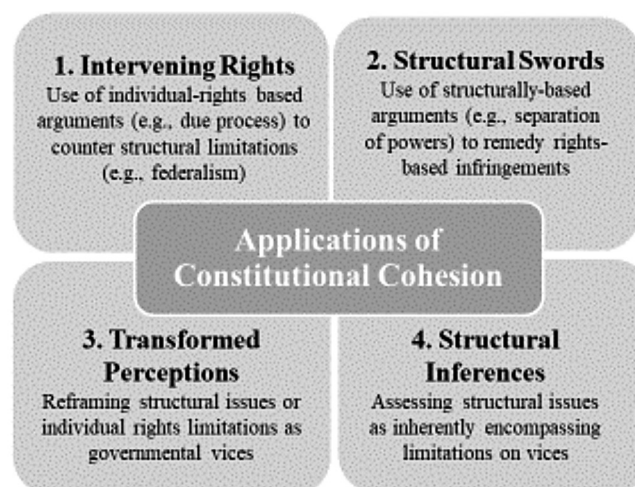 1. Intervening Rights
Use of individual-rights based
arguments (e.g., due process) to
counter structural limitations
(e.g., federalism)
2. Structural Swords
Use of structurally-based
arguments (e.g., separation
of powers) to remedy rights-
based infringements
Applications of
Constitutional Cohesion
3. Transformed
Perceptions
Reframing structural issues or
individual rights limitations as
governmental vices
4. Structural
Inferences
Assessing structural issues
as inherently encompassing
limitations on vices